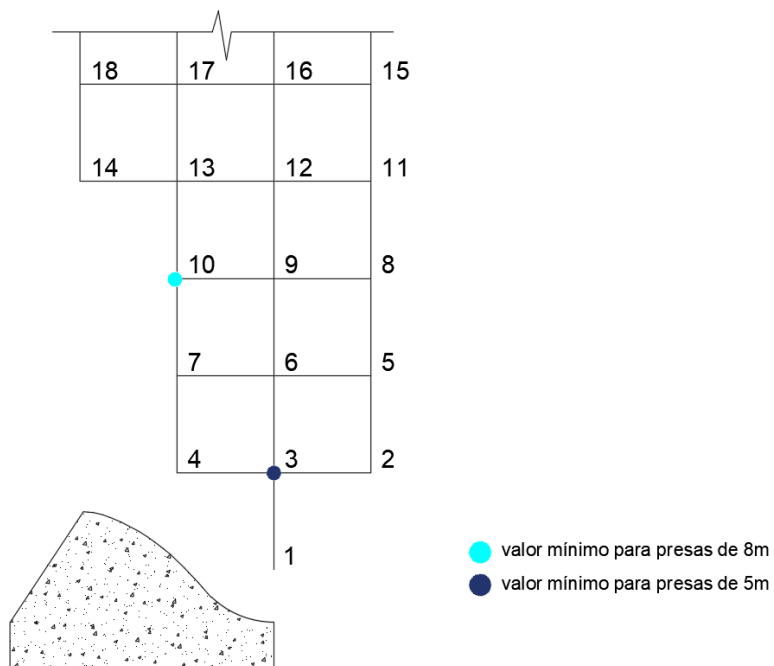 18 17 16 15
14 13 12 11
10 9 8
7 6 5
4 3 2
1
valor mínimo para presas de 8m
valor mínimo para presas de 5m